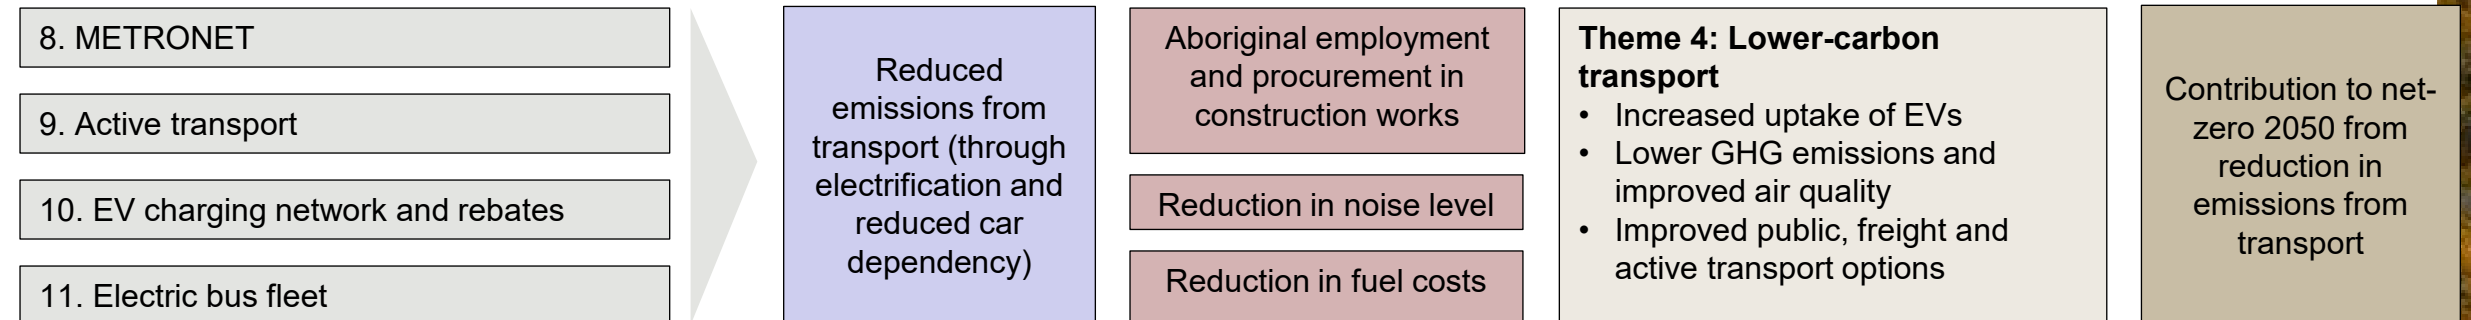 8. METRONET
9. Active transport
10. EV charging network and rebates
11. Electric bus fleet
Reduced
emissions from
transport (through
electrification and
reduced car
dependency)
Aboriginal employment
and procurement in
construction works
Reduction in noise level
Reduction in fuel costs
Theme 4: Lower-carbon
transport
• Increased uptake of EVs
• Lower GHG emissions and
improved air quality
• Improved public, freight and
active transport options
Contribution to net-
zero 2050 from
reduction in
emissions from
transport